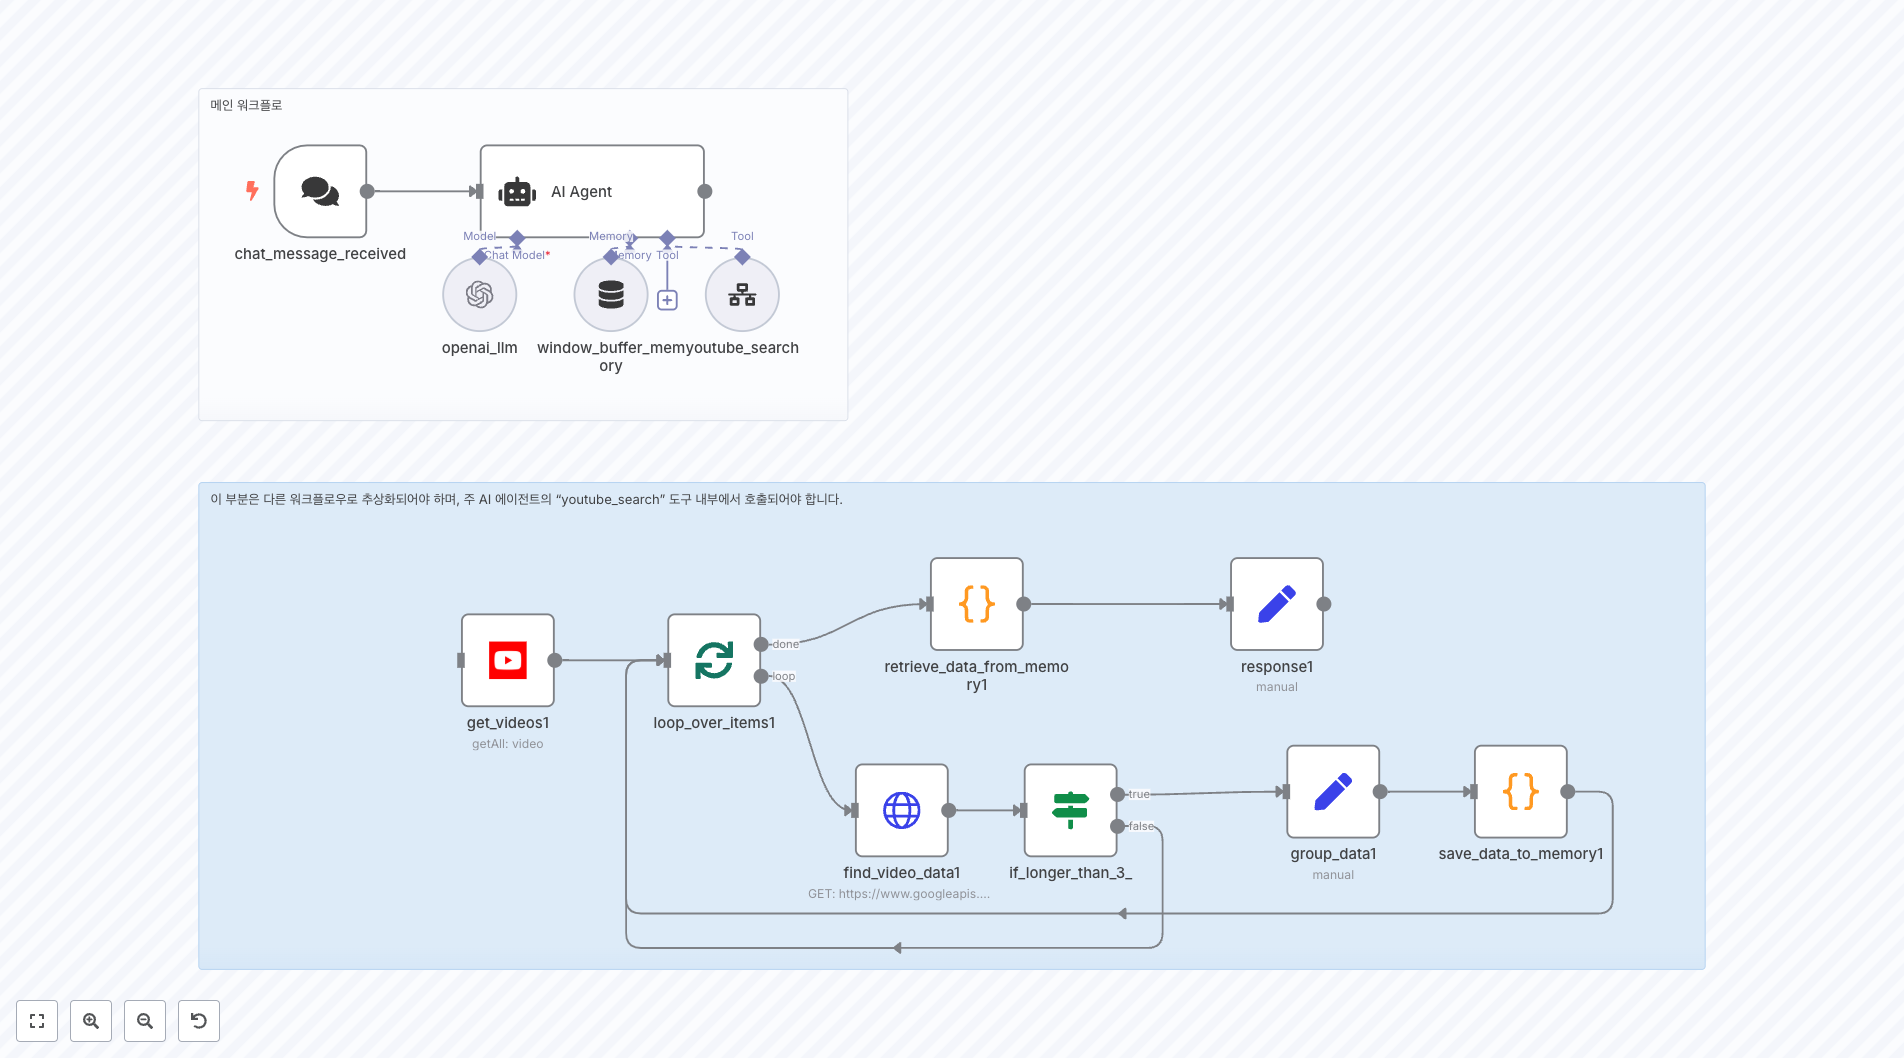 메인 워크플로
AI Agent
chat_message_received
Model
Chat Model*
Memory
Memory
Tool
Tool
openai_llm
window_buffer_mem
ory
youtube_search
이 부분은 다른 워크플로우로 추상화되어야 하며, 주 AI 에이전트의 “youtube_search” 도구 내부에서 호출되어야 합니다.
get_videos1
getAll: video
loop_over_items1
done
loop
retrieve_data_from_memo
ry1
response1
manual
find_video_data1
GET: https://www.googleapis....
if_longer_than_3_
true
false
group_data1
manual
save_data_to_memory1